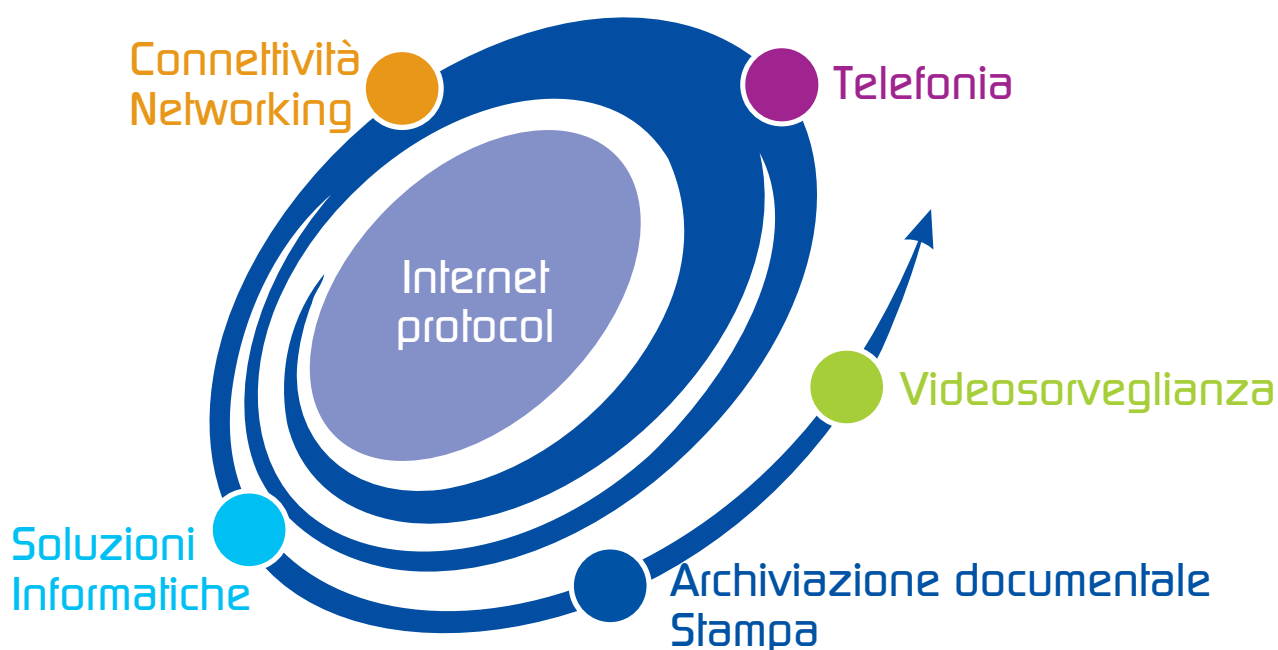 Connettività
Networking
Telefonia
Internet
protocol
Videosorveglianza
Soluzioni
Informatiche
Archiviazione documentale
Stampa